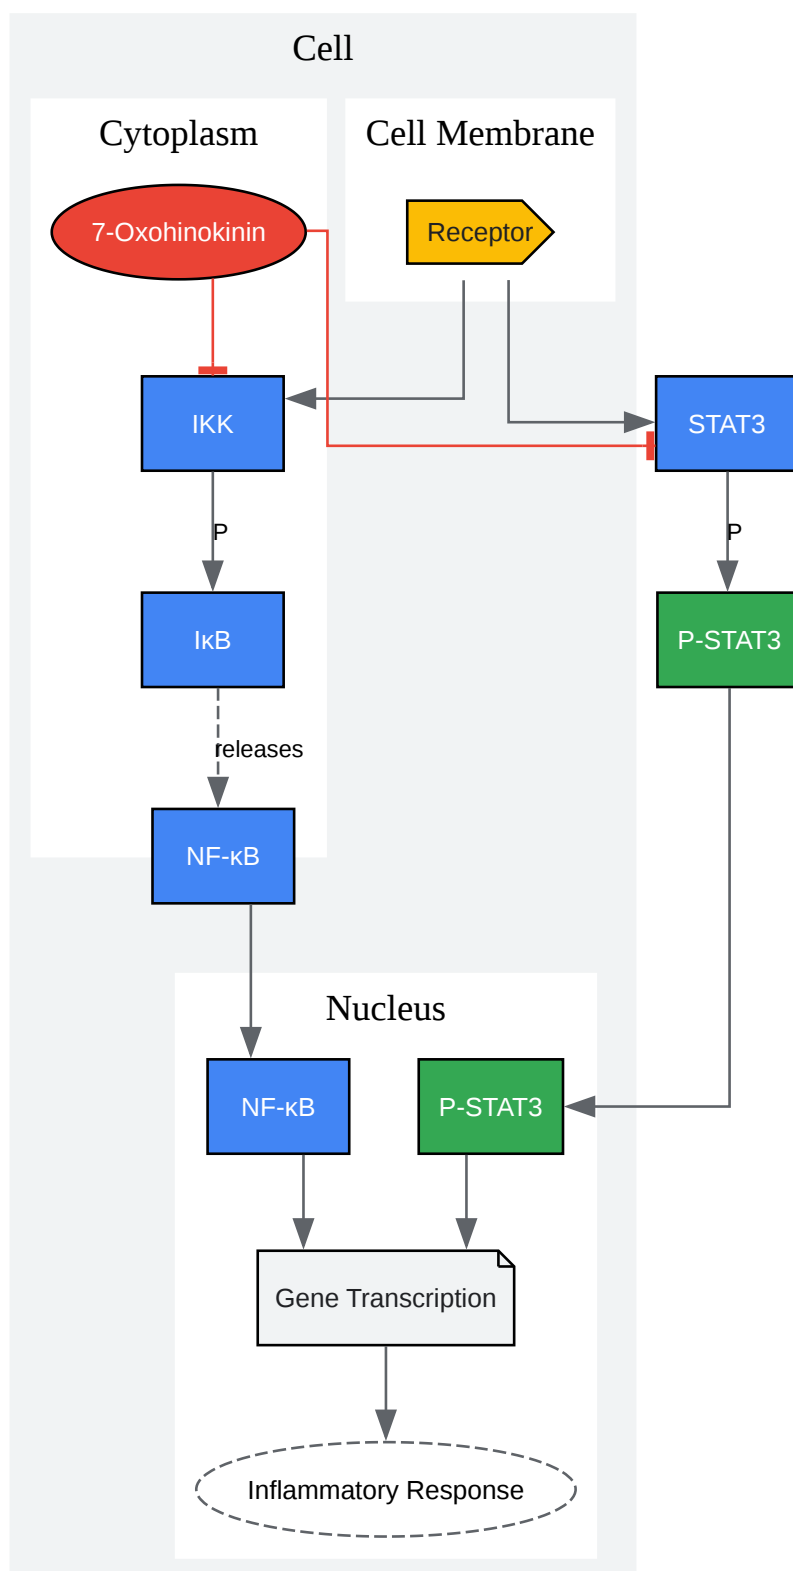 Cell
Cytoplasm
Cell Membrane
7-Oxohinokinin
Receptor
IKK
STAT3
P
P
IκB
P-STAT3
releases
NF-κB
Nucleus
NF-κB
P-STAT3
Gene Transcription
Inflammatory Response